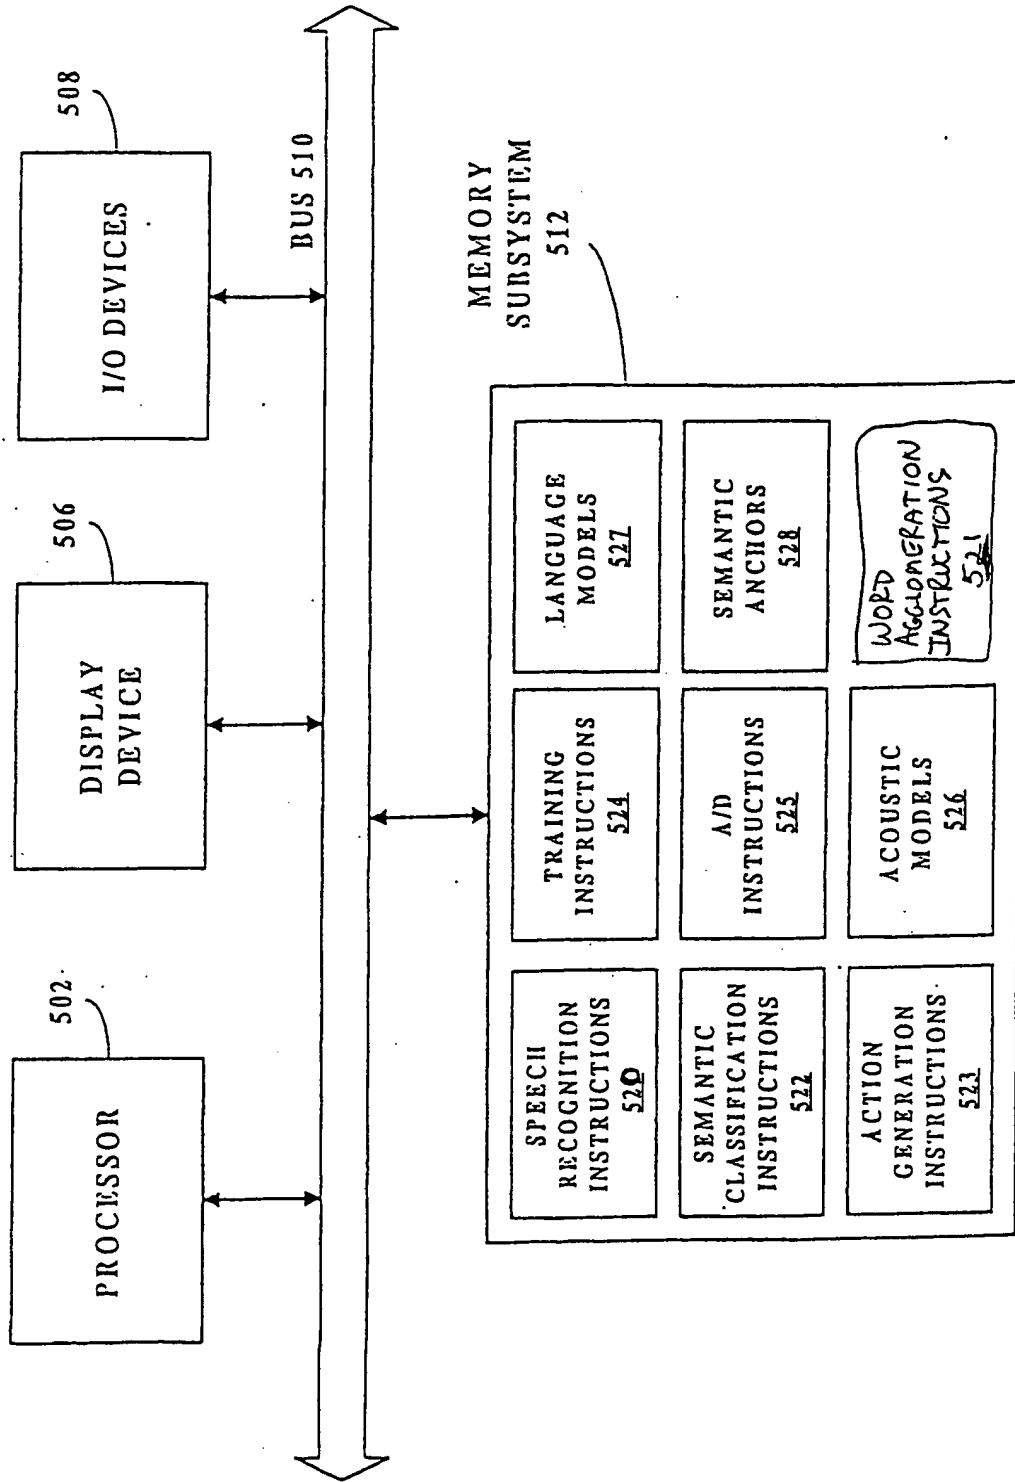 PROCESSOR
502
DISPLAY
DEVICE
506
I/O DEVICES
508
BUS 510
MEMORY
SUBSYSTEM
512
SPEECH
RECOGNITION
INSTRUCTIONS
520
TRAINING
INSTRUCTIONS
524
LANGUAGE
MODELS
527
SEMANTIC
CLASSIFICATION
INSTRUCTIONS
522
A/D
INSTRUCTIONS
525
SEMANTIC
ANCHORS
528
ACTION
GENERATION
INSTRUCTIONS
523
ACOUSTIC
MODELS
526
WORD
AGGLOMERATION
INSTRUCTIONS
521